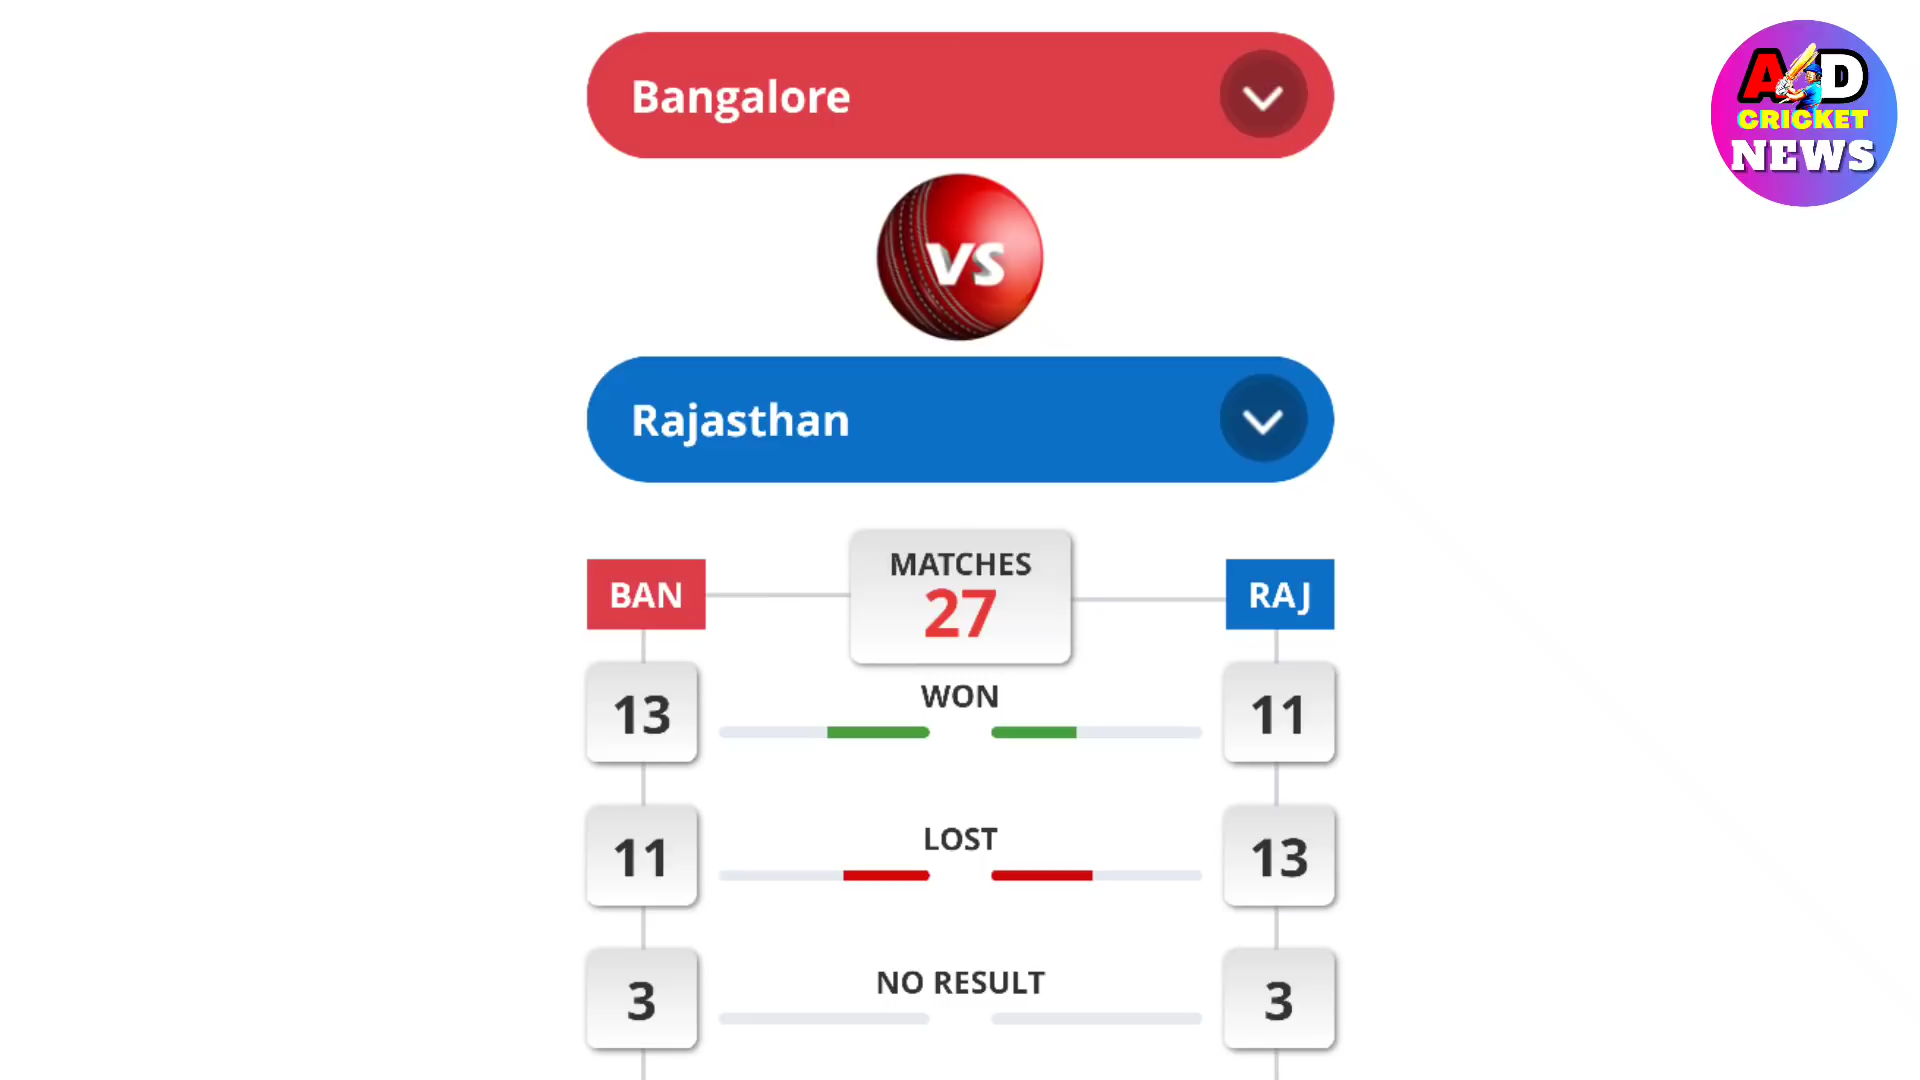 Bangalore
VS
Rajasthan
A D
CRICKET
NEWS
MATCHES
27
BAN
RAJ
13
WON
11
11
LOST
13
3
NO RESULT
3